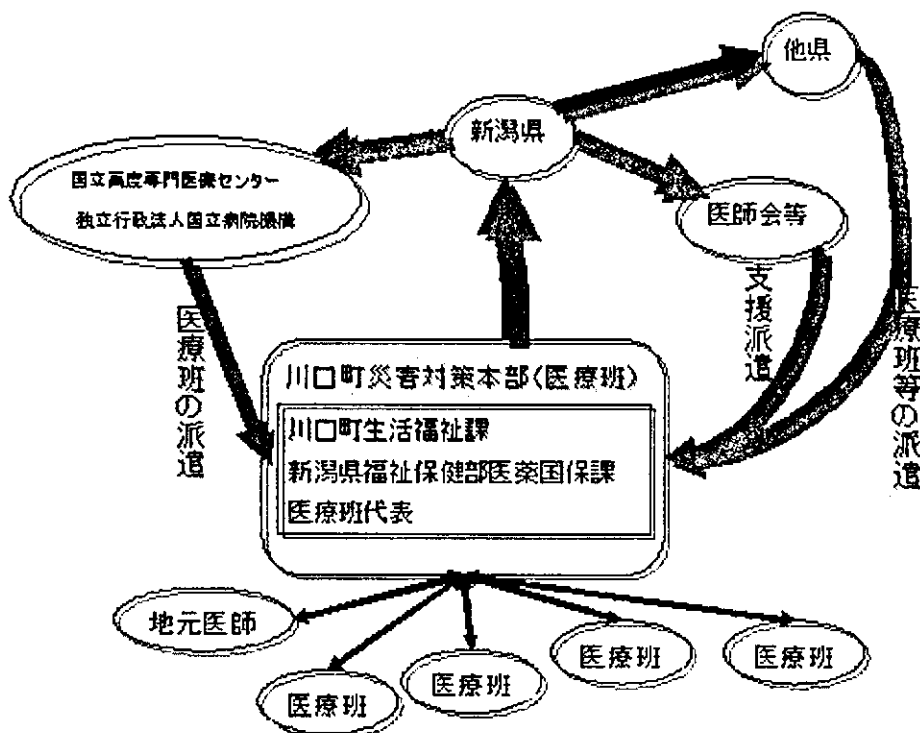 他県
新潟県
国立高度専門医療センター
独立行政法人国立病院機構
医師会等
医療班の派遣
支援派遣
医療班等の派遣
川口町災害対策本部(医療班)
川口町生活福祉課
新潟県福祉保健部医薬国保課
医療班代表
地元医師
医療班
医療班
医療班
医療班